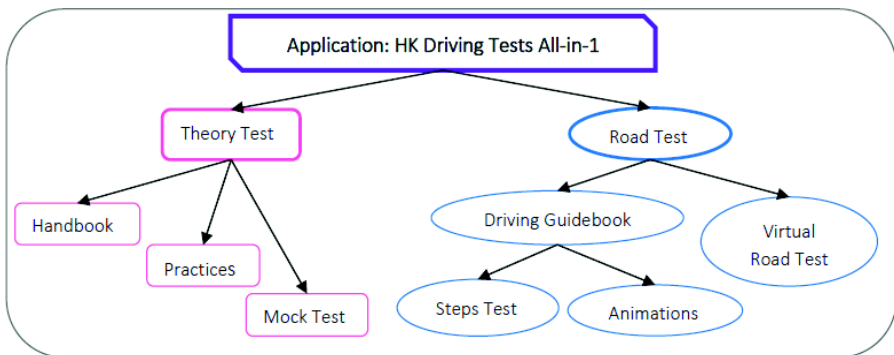 Application: HK Driving Tests All-in-1
Theory Test
Road Test
Handbook
Driving Guidebook
Virtual
Road Test
Practices
Steps Test
Animations
Mock Test